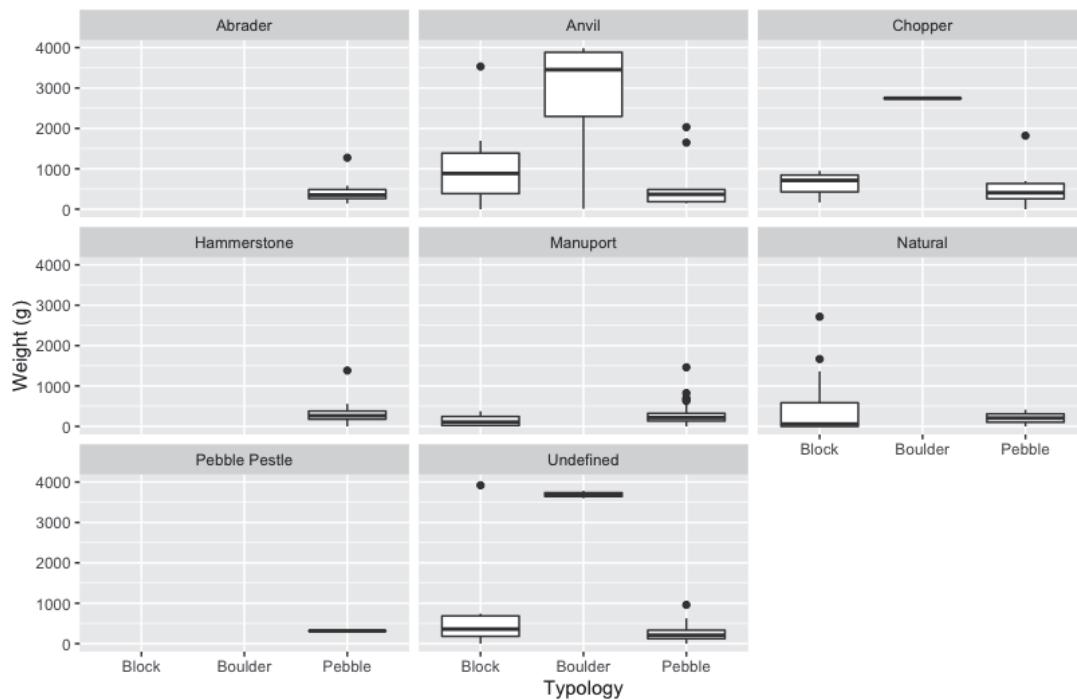 Abrader Anvil Chopper
4000
3000
2000
1000
0
Hammerstone Manuport Natural
4000
3000
2000
1000
0
Weight (g)
Block Boulder Pebble
Pebble Pestle Undefined
4000
3000
2000
1000
0
Block Boulder Pebble Block Boulder Pebble
Typology